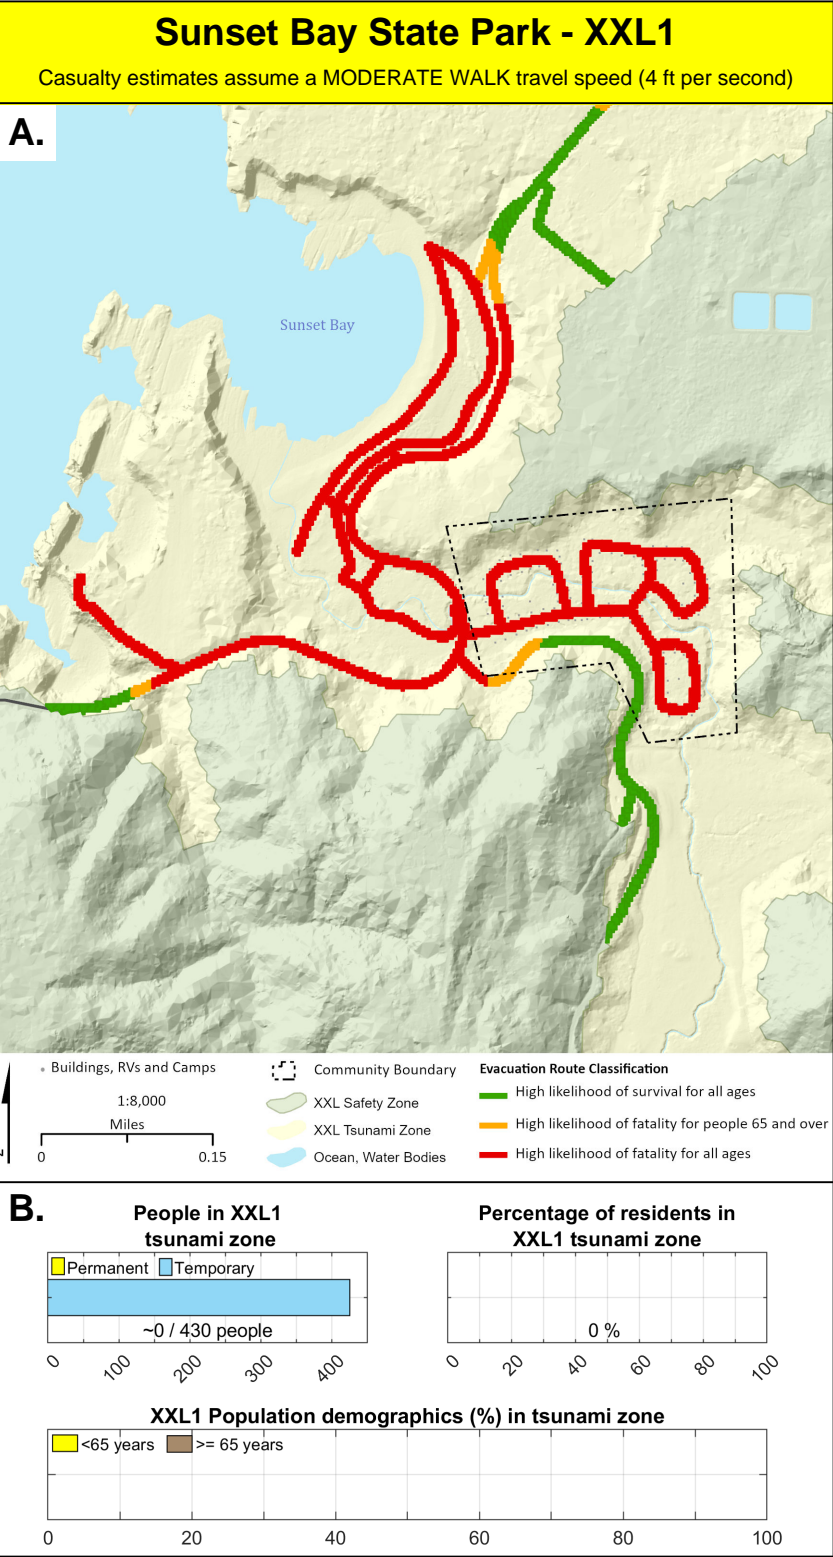 Sunset Bay State Park - XXL1
Casualty estimates assume a MODERATE WALK travel speed (4 ft per second)
A.
Sunset Bay
Buildings, RVs and Camps
1:8,000
Miles
0
0.15
Community Boundary
XXL Safety Zone
XXL Tsunami Zone
Ocean, Water Bodies
Evacuation Route Classification
High likelihood of survival for all ages
High likelihood of fatality for people 65 and over
High likelihood of fatality for all ages
B.
People in XXL1
tsunami zone
Permanent
Temporary
~0 / 430 people
0
100
200
300
400
Percentage of residents in
XXL1 tsunami zone
0 %
0
20
40
60
80
100
XXL1 Population demographics (%) in tsunami zone
<65 years
>= 65 years
0
20
40
60
80
100